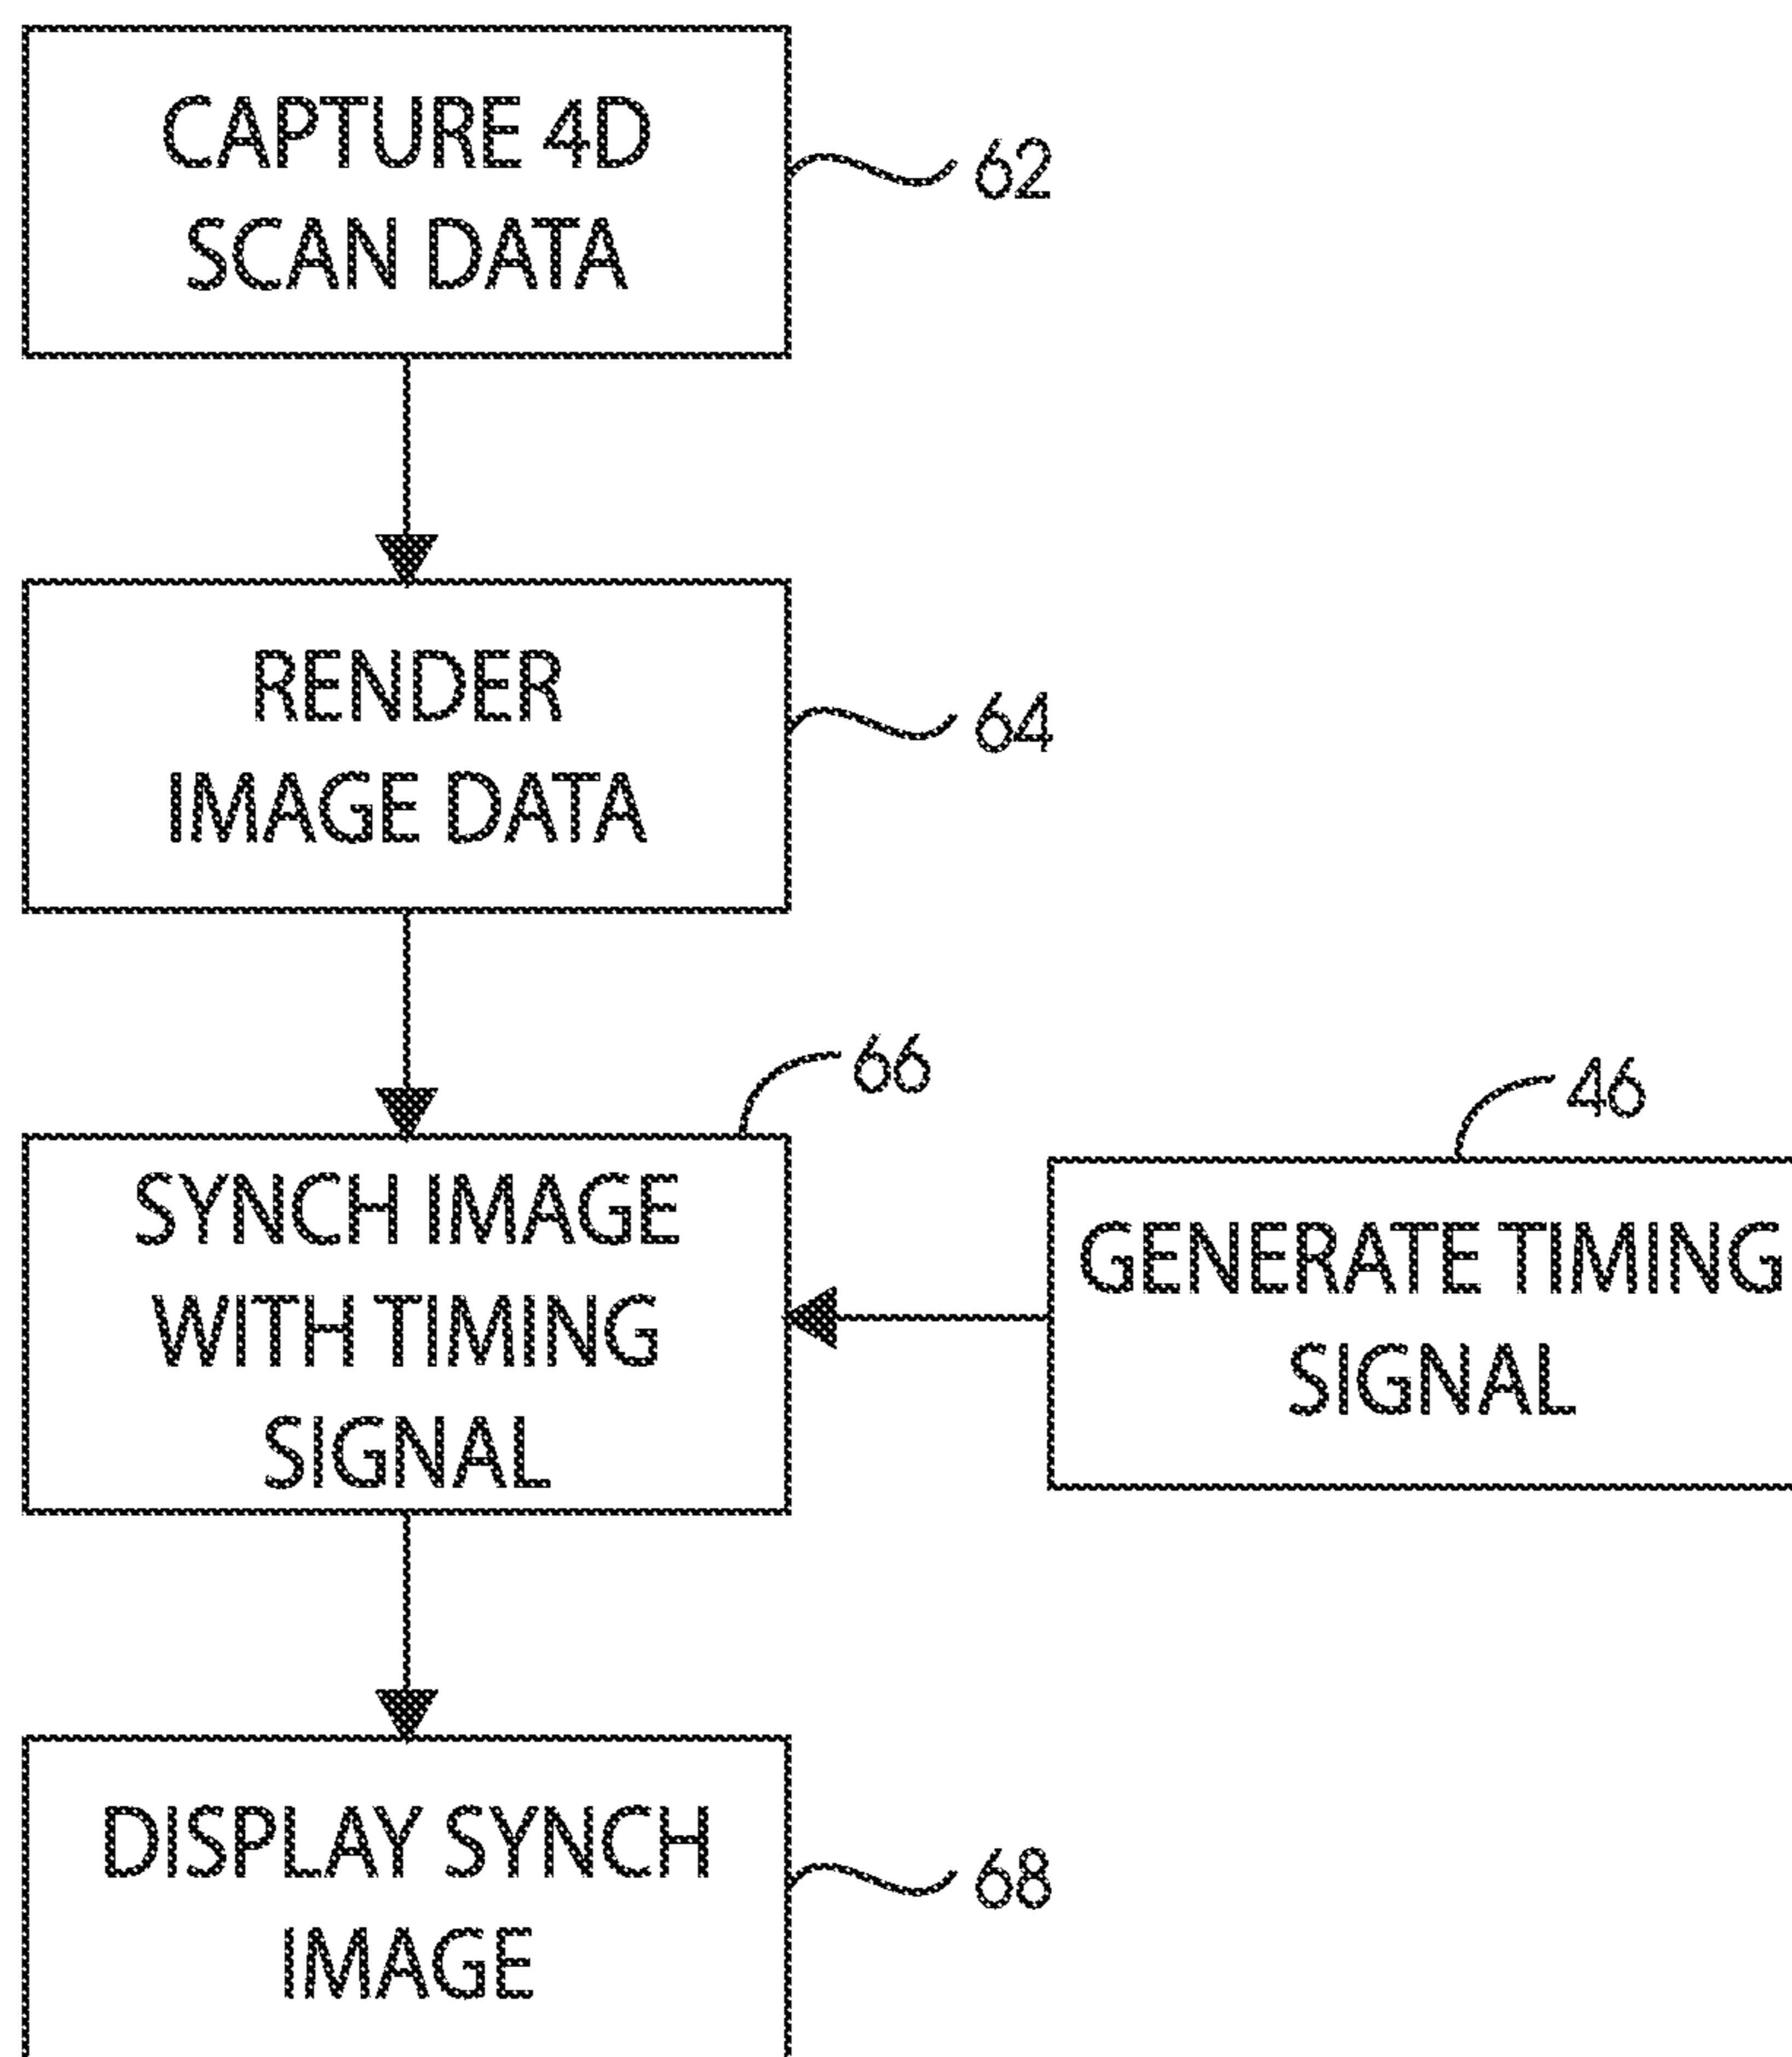 CAPTURE 4D
SCAN DATA
62
RENDER
IMAGE DATA
64
66
SYNCH IMAGE
WITH TIMING
SIGNAL
46
GENERATE TIMING
SIGNAL
DISPLAY SYNCH
IMAGE
68